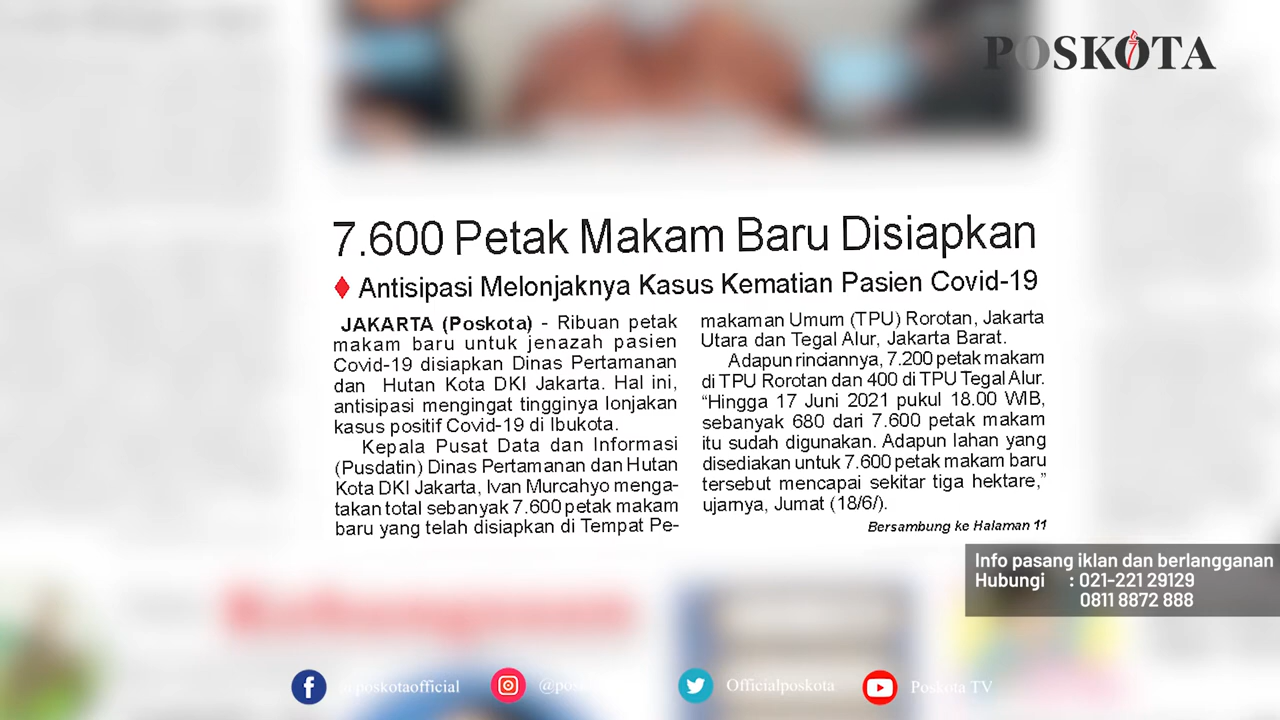 POSKOTA
7.600 Petak Makam Baru Disiapkan
Antisipasi Melonjaknya Kasus Kematian Pasien Covid-19
JAKARTA (Poskota) - Ribuan petak
makam baru untuk jenazah pasien
Covid-19 disiapkan Dinas Pertamanan
dan Hutan Kota DKI Jakarta. Hal ini,
antisipasi mengingat tingginya lonjakan
kasus positif Covid-19 di Ibukota.
Kepala Pusat Data dan Informasi
(Pusdatin) Dinas Pertamanan dan Hutan
Kota DKI Jakarta, Ivan Murcahyo menga-
takan total sebanyak 7.600 petak makam
baru yang telah disiapkan di Tempat Pe-
makaman Umum (TPU) Rorotan, Jakarta
Utara dan Tegal Alur, Jakarta Barat.
Adapun rinciannya, 7.200 petak makam
di TPU Rorotan dan 400 di TPU Tegal Alur.
“Hingga 17 Juni 2021 pukul 18.00 WIB,
sebanyak 680 dari 7.600 petak makam
itu sudah digunakan. Adapun lahan yang
disediakan untuk 7.600 petak makam baru
tersebut mencapai sekitar tiga hektare,”
ujarnya, Jumat (18/6/).
Bersambung ke Halaman 11
Info pasang iklan dan berlangganan
Hubungi : 021-221 29129
0811 8872 888
@poskotaofficial
Officialposkota
Poskota TV